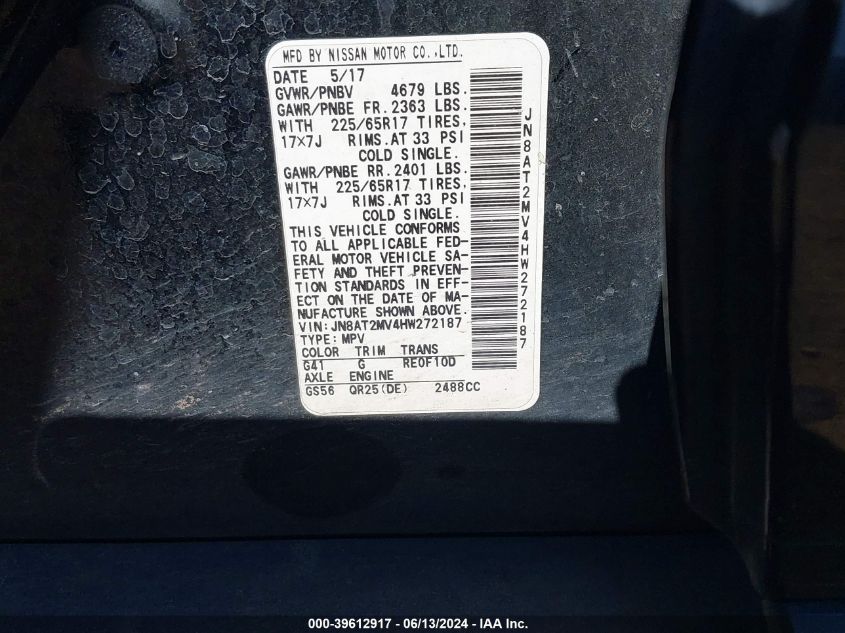 MFD BY NISSAN MOTOR CO.,LTD.
DATE 5/17
GVWR/PNBV 4679 LBS.
GAWR/PNBE FR. 2363 LBS.
WITH 225/65R17 TIRES,
17×7J RIMS. AT 33 PSI
COLD SINGLE.
GAWR/PNBE RR. 2401 LBS.
WITH 225/65R17 TIRES,
17×7J RIMS. AT 33 PSI
COLD SINGLE.
THIS VEHICLE CONFORMS
TO ALL APPLICABLE FED-
ERAL MOTOR VEHICLE SA-
FETY AND THEFT PREVEN-
TION STANDARDS IN EFF-
ECT ON THE DATE OF MA-
NUFACTURE SHOWN ABOVE.
VIN: JN8AT2MV4HW272187
TYPE: MPV
COLOR TRIM TRANS
G41 G RE0F10D
AXLE ENGINE
GS56 QR25(DE) 2488CC
JN8AT2MV4HW272187
000-39612917 - 06/13/2024 - IAA Inc.